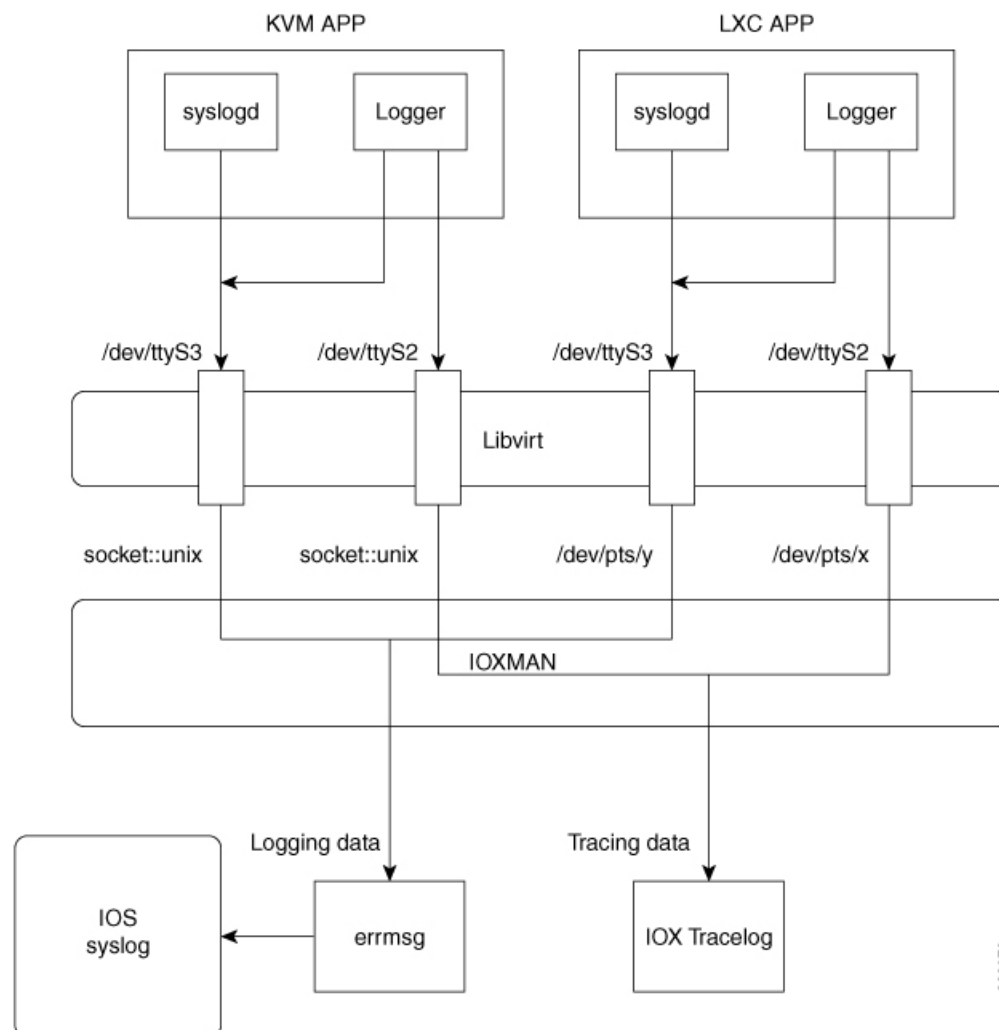 KVM APP
LXC APP
syslogd
Logger
syslogd
Logger
/dev/ttyS3
/dev/ttyS2
/dev/ttyS3
/dev/ttyS2
Libvirt
socket::unix
socket::unix
/dev/pts/y
/dev/pts/x
IOXMAN
Logging data
Tracing data
IOS
syslog
errmsg
IOX Tracelog